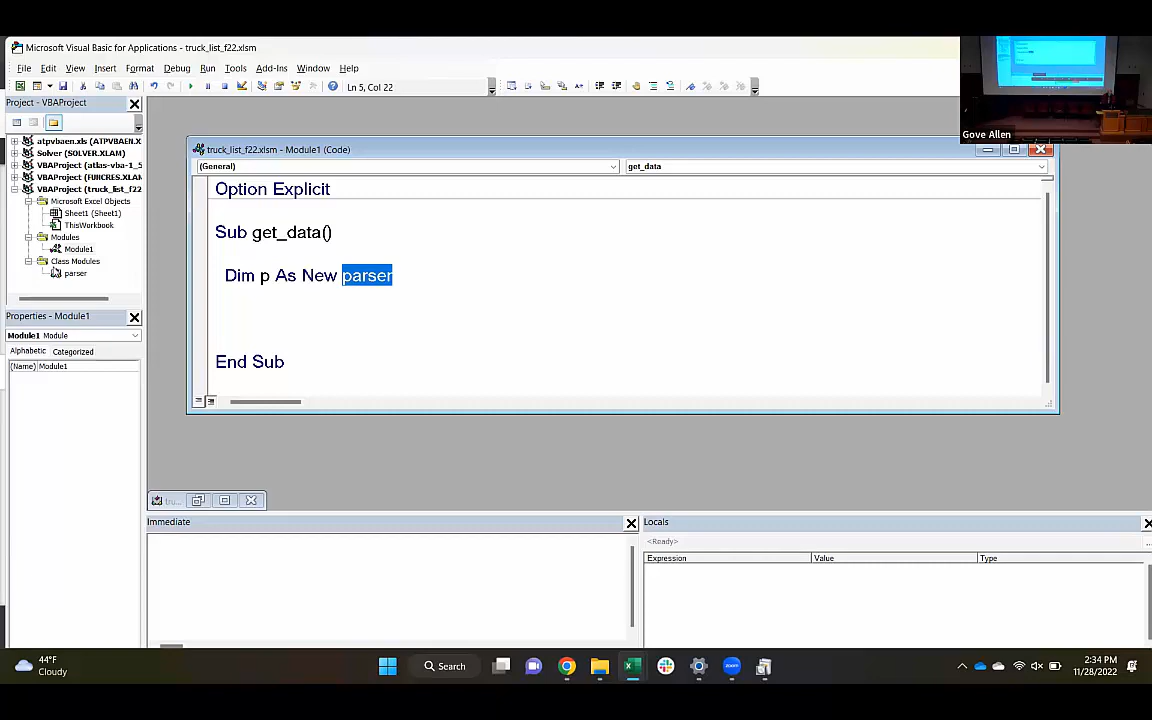 Microsoft Visual Basic for Applications - truck_list_f22.xlsm
File Edit View Insert Format Debug Run Tools Add-Ins Window Help
Ln 5, Col 22
Gove Allen
Project - VBAProject
atpvbaen.xls (ATPVBAEN.X
Solver (SOLVER.XLAM)
VBAProject (atlas-vba-1_5
VBAProject (FUNCRES.XLAM
VBAProject (truck_list_f22
Microsoft Excel Objects
Sheet1 (Sheet1)
ThisWorkbook
Modules
Module1
Class Modules
parser
Properties - Module1
Module1 Module
Alphabetic Categorized
(Name) Module1
truck_list_f22.xlsm - Module1 (Code)
(General) get_data
Option Explicit
Sub get_data()
Dim p As New parser
End Sub
Immediate
Locals
<Ready>
Expression Value Type
44°F
Cloudy
Search
2:34 PM
11/28/2022